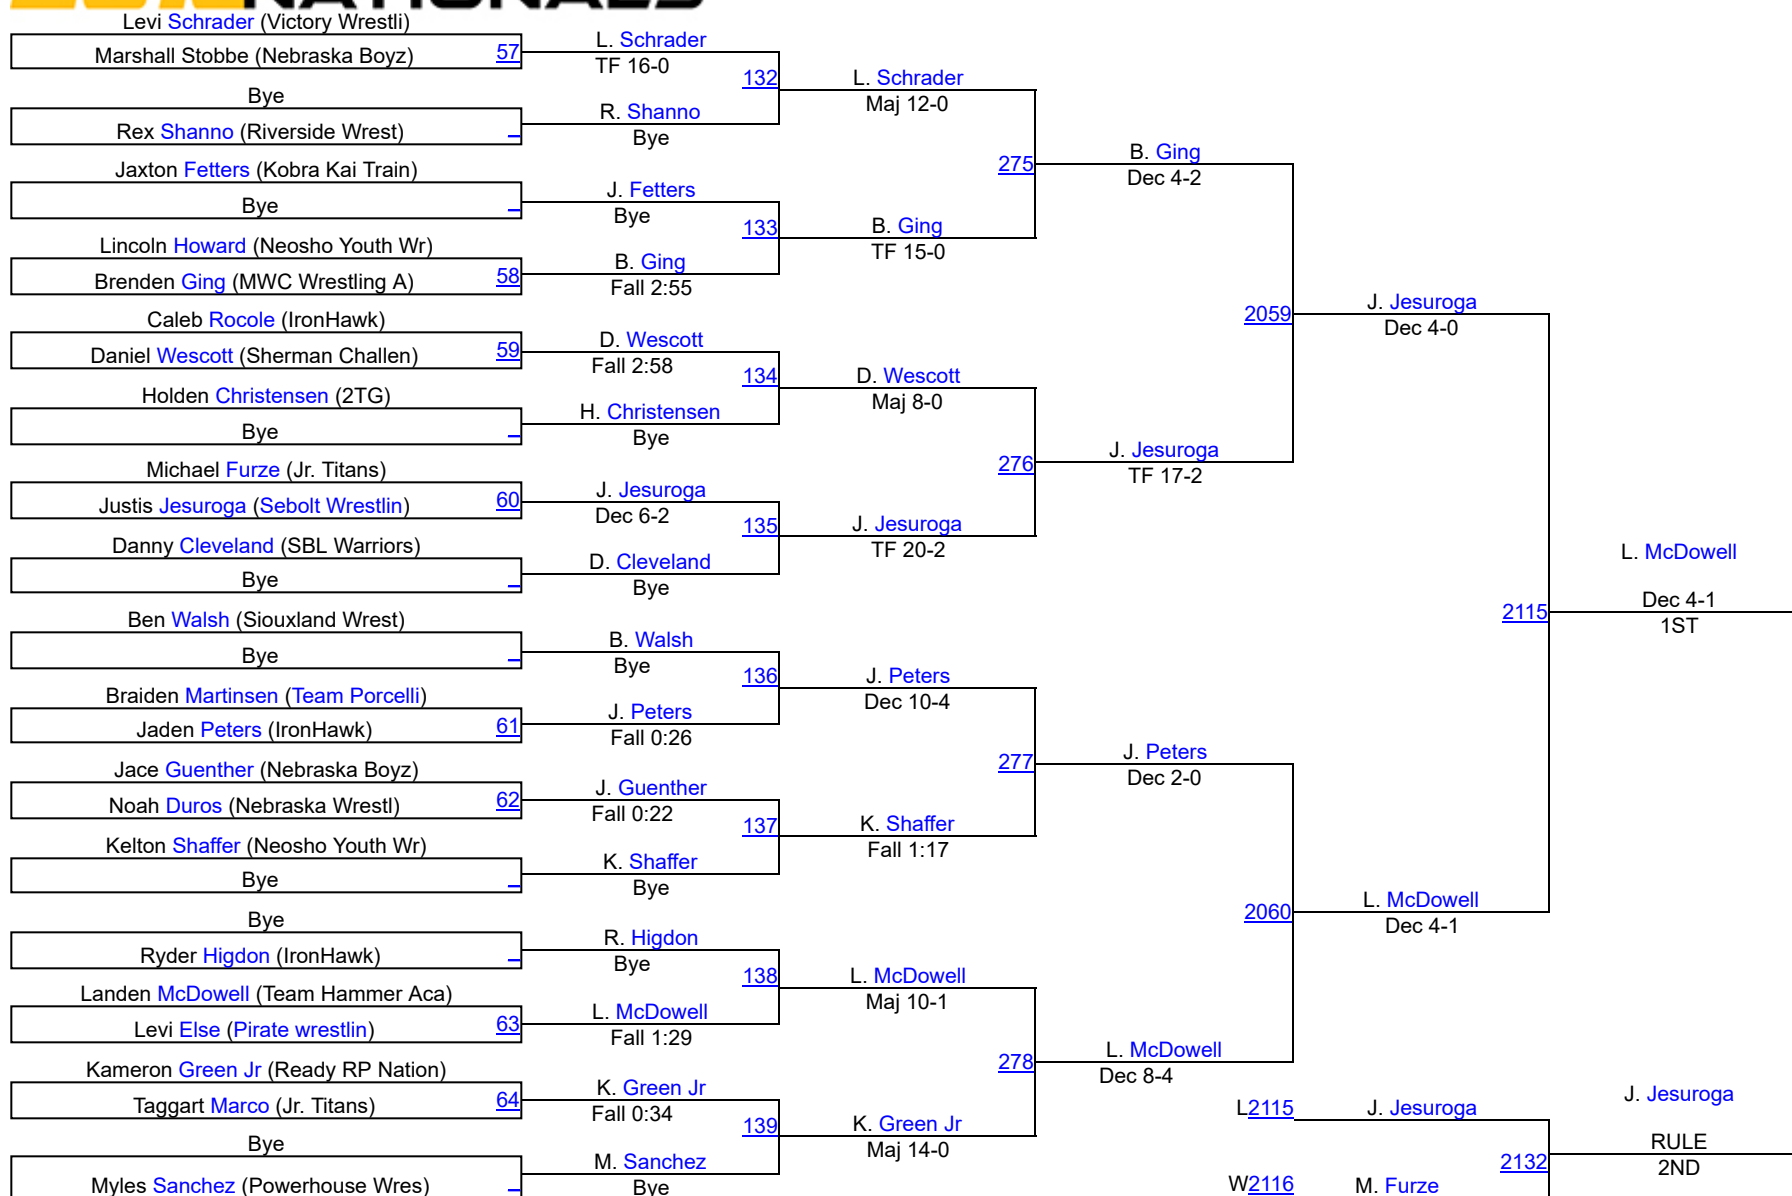 Levi Schrader (Victory Wrestli)
Marshall Stobbe (Nebraska Boyz)
57
Bye
Rex Shanno (Riverside Wrest)
Jaxton Fetters (Kobra Kai Train)
Bye
Lincoln Howard (Neosho Youth Wr)
Brenden Ging (MWC Wrestling A)
58
Caleb Rocole (IronHawk)
Daniel Wescott (Sherman Challen)
59
Holden Christensen (2TG)
Bye
Michael Furze (Jr. Titans)
Justis Jesuroga (Sebolt Wrestlin)
60
Danny Cleveland (SBL Warriors)
Bye
Ben Walsh (Siouxland Wrest)
Bye
Braiden Martinsen (Team Porcelli)
Jaden Peters (IronHawk)
61
Jace Guenther (Nebraska Boyz)
Noah Duros (Nebraska Wrestl)
62
Kelton Shaffer (Neosho Youth Wr)
Bye
Bye
Ryder Higdon (IronHawk)
Landen McDowell (Team Hammer Aca)
Levi Else (Pirate wrestlin)
63
Kameron Green Jr (Ready RP Nation)
Taggart Marco (Jr. Titans)
64
Bye
Myles Sanchez (Powerhouse Wres)
L. Schrader
TF 16-0
132
R. Shanno
Bye
J. Fetters
Bye
133
B. Ging
Fall 2:55
D. Wescott
Fall 2:58
134
H. Christensen
Bye
J. Jesuroga
Dec 6-2
135
D. Cleveland
Bye
B. Walsh
Bye
136
J. Peters
Fall 0:26
J. Guenther
Fall 0:22
137
K. Shaffer
Bye
R. Higdon
Bye
138
L. McDowell
Fall 1:29
K. Green Jr
Fall 0:34
139
M. Sanchez
Bye
L. Schrader
Maj 12-0
275
B. Ging
TF 15-0
D. Wescott
Maj 8-0
276
J. Jesuroga
TF 20-2
J. Peters
Dec 10-4
277
K. Shaffer
Fall 1:17
L. McDowell
Maj 10-1
278
K. Green Jr
Maj 14-0
B. Ging
Dec 4-2
2059
J. Jesuroga
TF 17-2
J. Peters
Dec 2-0
2060
L. McDowell
Dec 8-4
J. Jesuroga
Dec 4-0
2115
L. McDowell
Dec 4-1
L. McDowell
Dec 4-1
1ST
L2115
J. Jesuroga
2132
W2116
M. Furze
J. Jesuroga
RULE
2ND